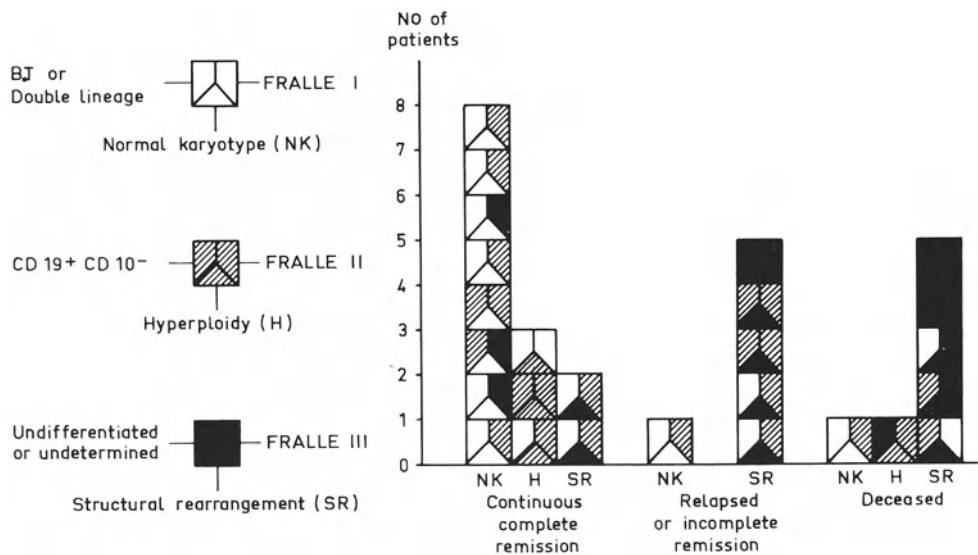 BJ or
Double lineage
FRALLE I
Normal karyotype (NK)
CD 19+ CD 10-
FRALLE II
Hyperploidy (H)
Undifferentiated
or undetermined
FRALLE III
Structural rearrangement (SR)
NO of
patients
8
7
6
5
4
3
2
1
0
NK H SR
Continuous
complete
remission
NK SR
Relapsed
or incomplete
remission
NK H SR
Deceased